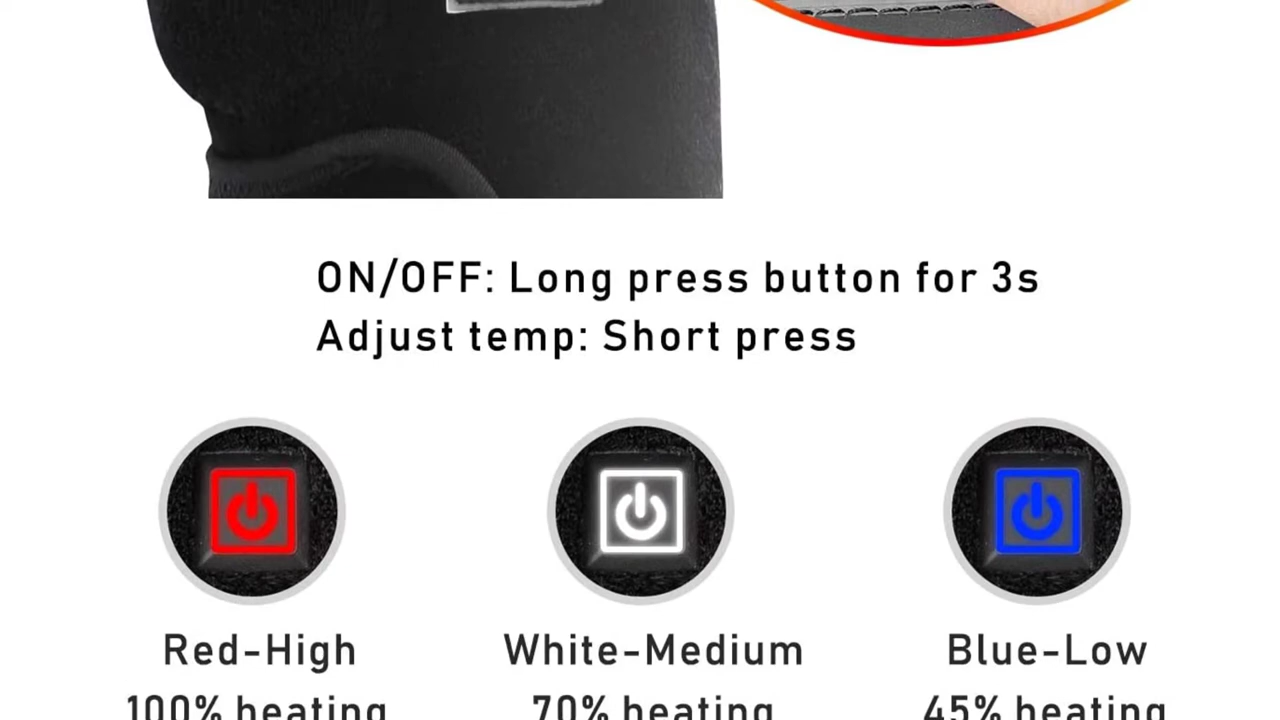 ON/OFF: Long press button for 3s
Adjust temp: Short press
Red-High
White-Medium
Blue-Low
100% heating
70% heating
45% heating